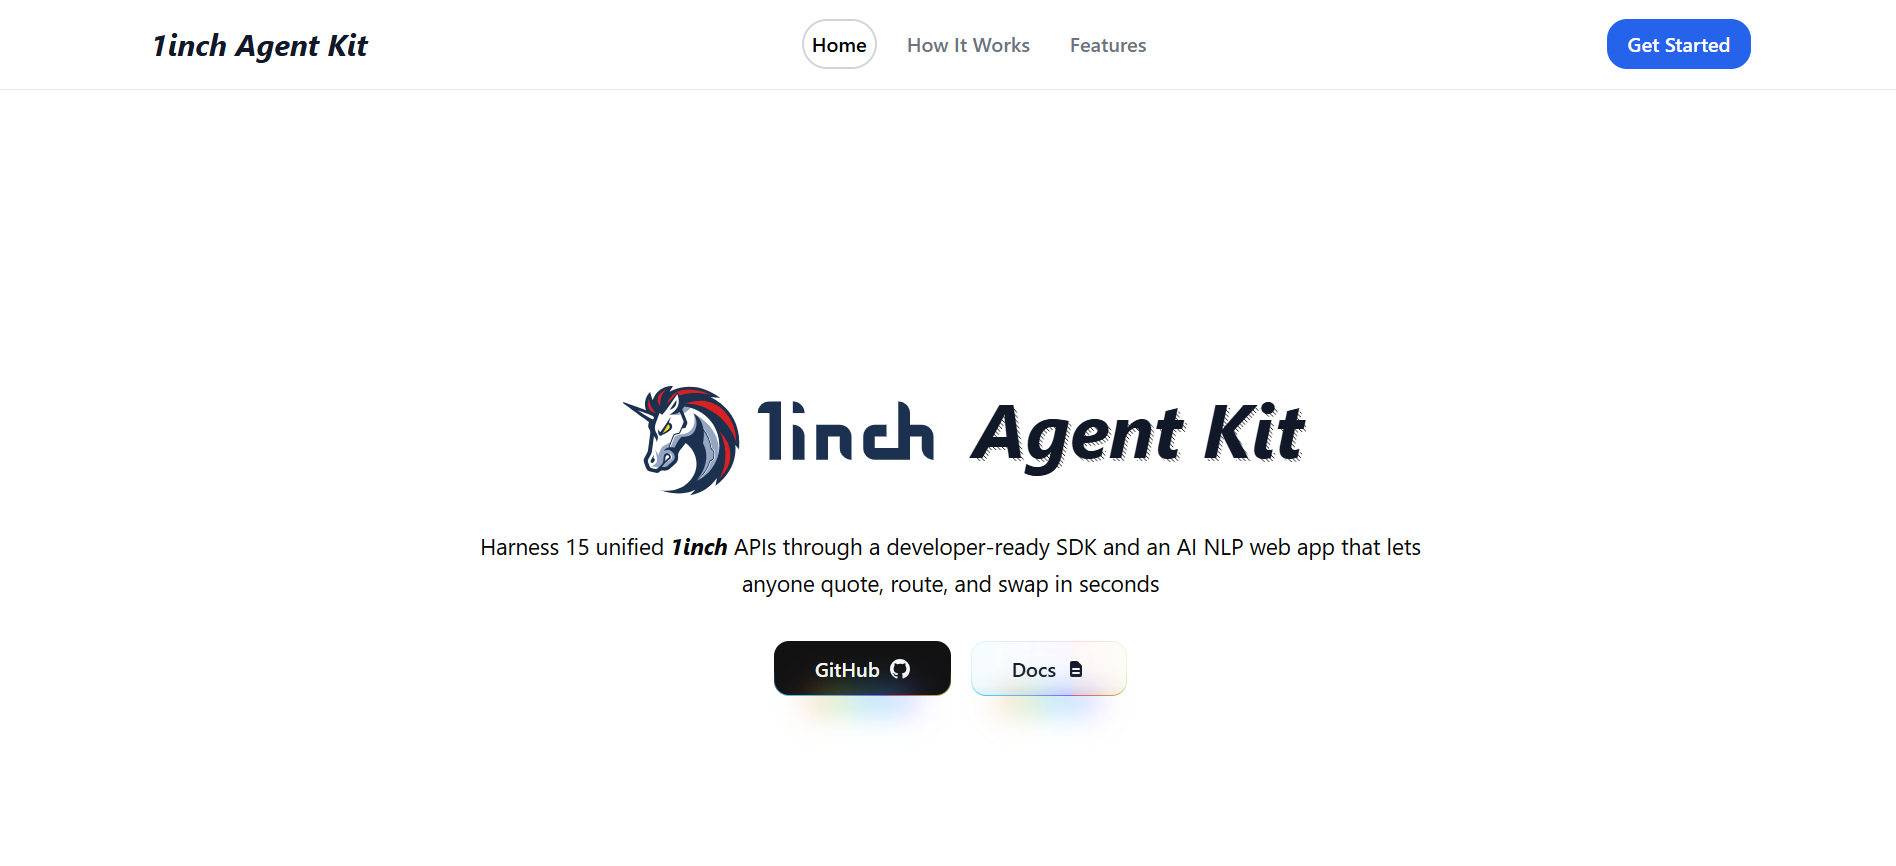 1inch Agent Kit
Home
How It Works
Features
Get Started
1inch Agent Kit
Harness 15 unified 1inch APIs through a developer-ready SDK and an AI NLP web app that lets
anyone quote, route, and swap in seconds
GitHub
Docs